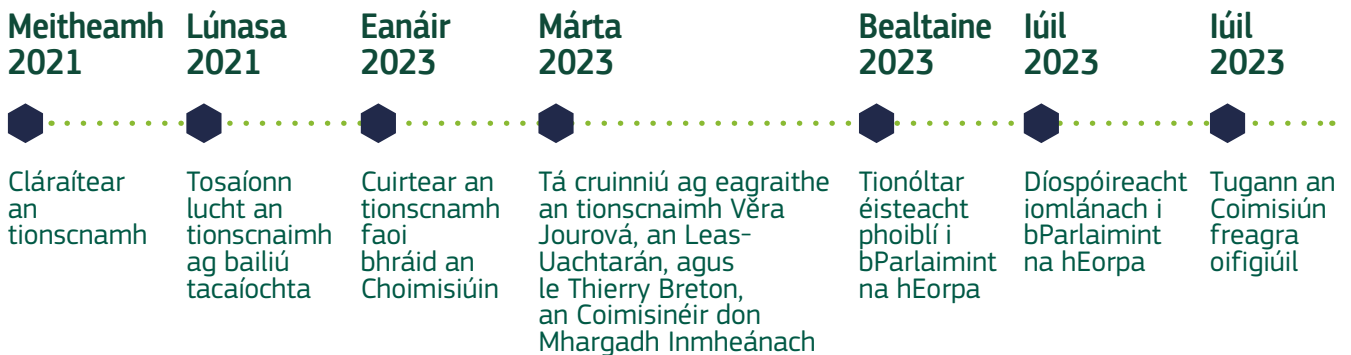 Meitheamh
2021
Cláraítear
an
tionscnamh
Lúnasa
2021
Tosaíonn
lucht an
tionscnaimh
ag bailiú
tacaíochta
Eanáir
2023
Cuirtear an
tionscnamh
faoi
bhráid an
Choimisiúin
Márta
2023
Tá cruinniú ag eagraithe
an tionscnaimh Věra
Jourová, an Leas-
Uachtarán, agus
le Thierry Breton,
an Coimisinéir don
Mhargadh Inmheánach
Bealtaine
2023
Tionóltar
éisteacht
phoiblí i
bParlaimint
na hEorpa
Iúil
2023
Díospóireacht
iomlánach i
bParlaimint
na hEorpa
Iúil
2023
Tugann an
Coimisiún
freagra
oifigiúil